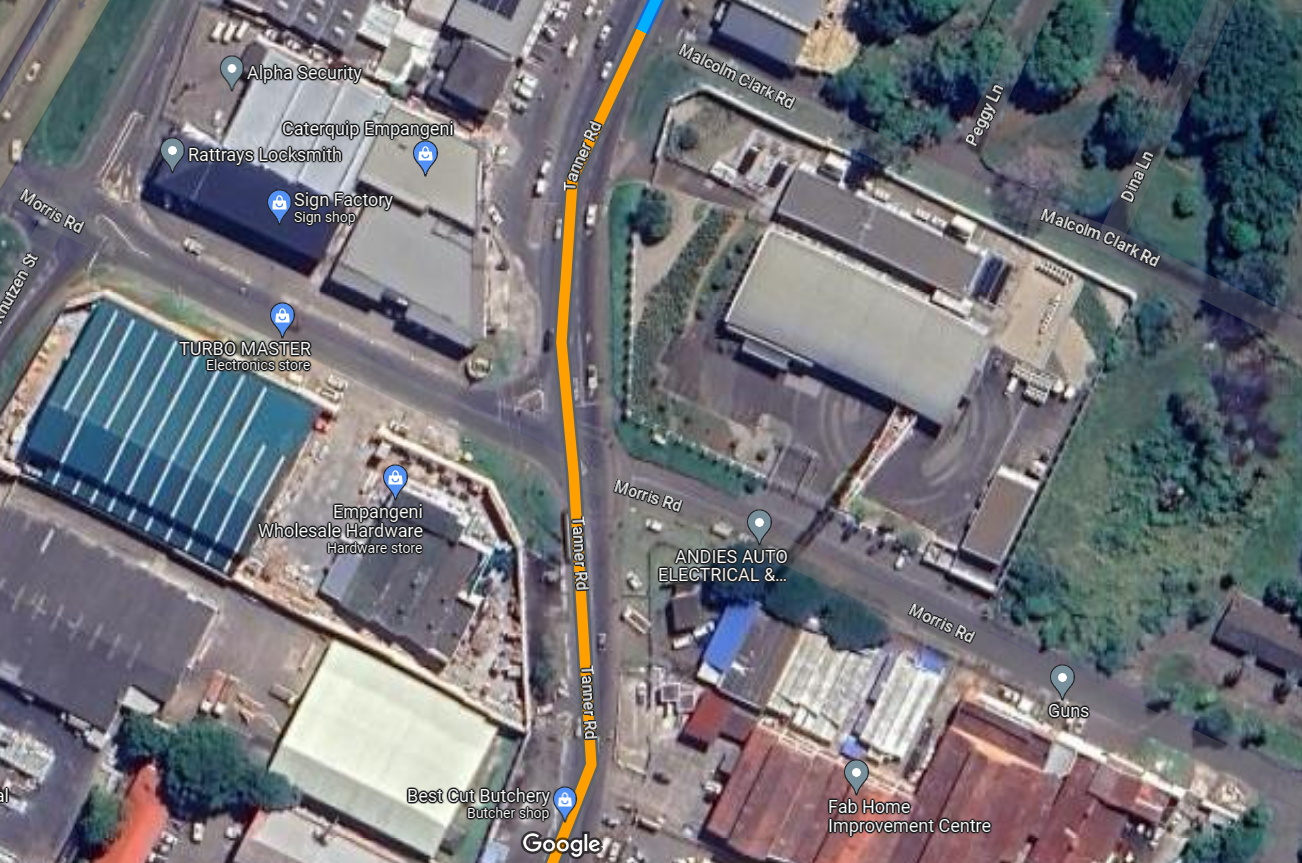 Malcolm Clark Rd
Alpha Security
Peggy Ln
Caterquip Empangeni
Tanner Rd
Rattrays Locksmith
Dina Ln
Sign Factory
Sign shop
Morris Rd
Malcolm Clark Rd
Knutzen St
TURBO MASTER
Electronics store
Empangeni
Wholesale Hardware
Hardware store
Morris Rd
Tanner Rd
ANDIES AUTO
ELECTRICAL &...
Morris Rd
Tanner Rd
Guns
Best Cut Butchery
Butcher shop
Fab Home
Improvement Centre
Google